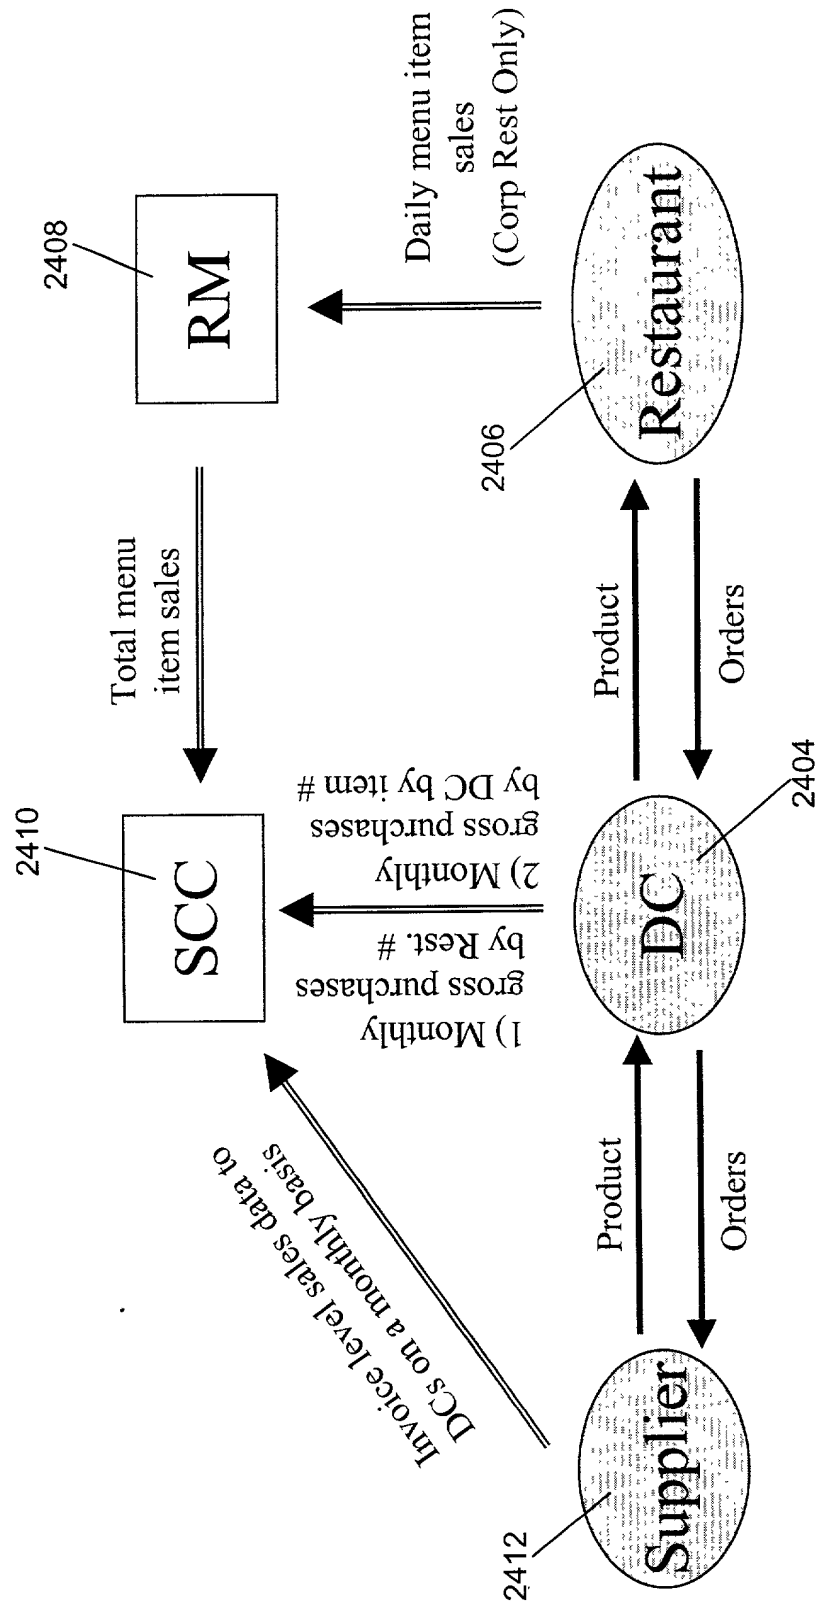 2410
2408
SCC
RM
Total menu
item sales
Invoice level sales data to
DCs on a monthly basis
1) Monthly
gross purchases
by Rest. #
2) Monthly
gross purchases
by DC by item #
Daily menu item
sales
(Corp Rest Only)
2412
2404
2406
Supplier
DC
Restaurant
Product
Product
Orders
Orders